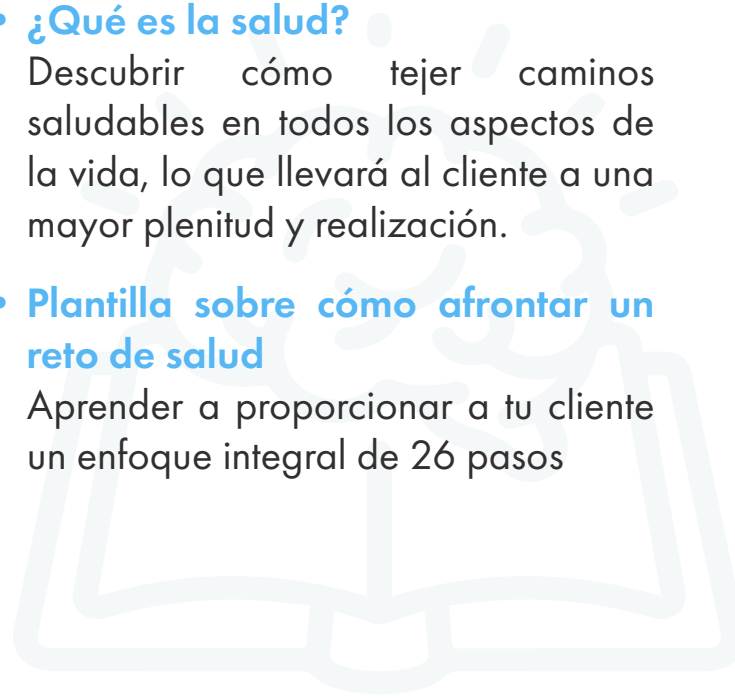 • ¿Qué es la salud?
Descubrir cómo tejer caminos
saludables en todos los aspectos de
la vida, lo que llevará al cliente a una
mayor plenitud y realización.
• Plantilla sobre cómo afrontar un
reto de salud
Aprender a proporcionar a tu cliente
un enfoque integral de 26 pasos